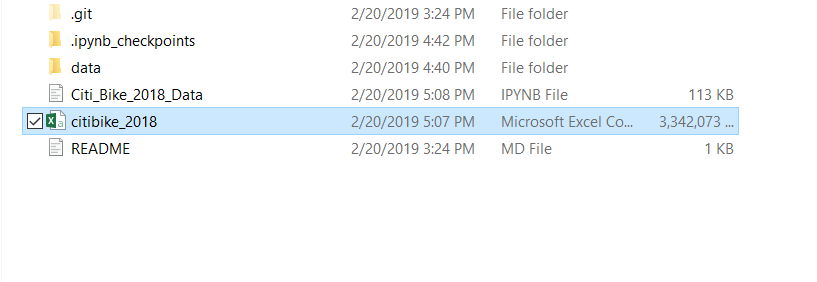 .git 2/20/2019 3:24 PM File folder
.ipynb_checkpoints 2/20/2019 4:42 PM File folder
data 2/20/2019 4:40 PM File folder
Citi_Bike_2018_Data 2/20/2019 5:08 PM IPYNB File 113 KB
citibike_2018 2/20/2019 5:07 PM Microsoft Excel Co... 3,342,073 ...
README 2/20/2019 3:24 PM MD File 1 KB